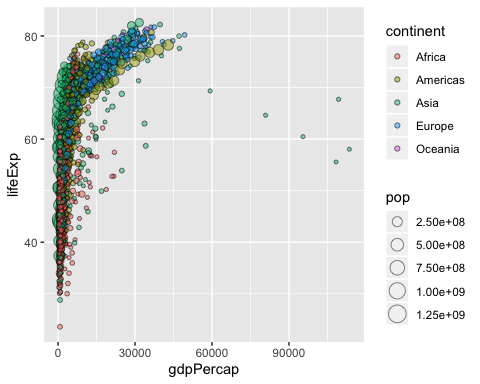 80
60
40
lifeExp
0
30000
60000
90000
gdpPercap
continent
Africa
Americas
Asia
Europe
Oceania
pop
2.50e+08
5.00e+08
7.50e+08
1.00e+09
1.25e+09